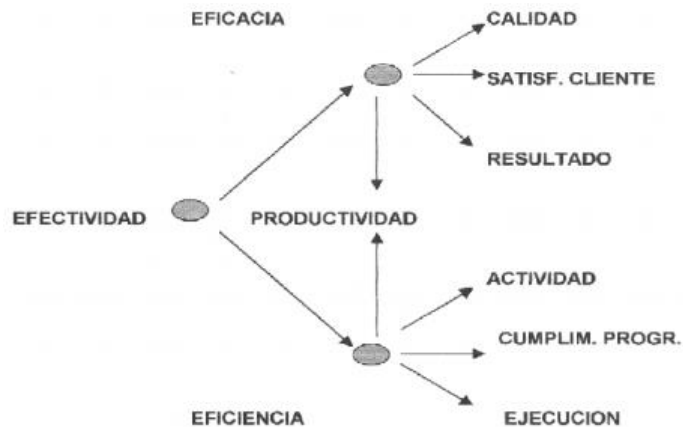 EFICACIA
CALIDAD
SATISF. CLIENTE
RESULTADO
EFECTIVIDAD
PRODUCTIVIDAD
ACTIVIDAD
CUMPLIM. PROGR.
EFICIENCIA
EJECUCION